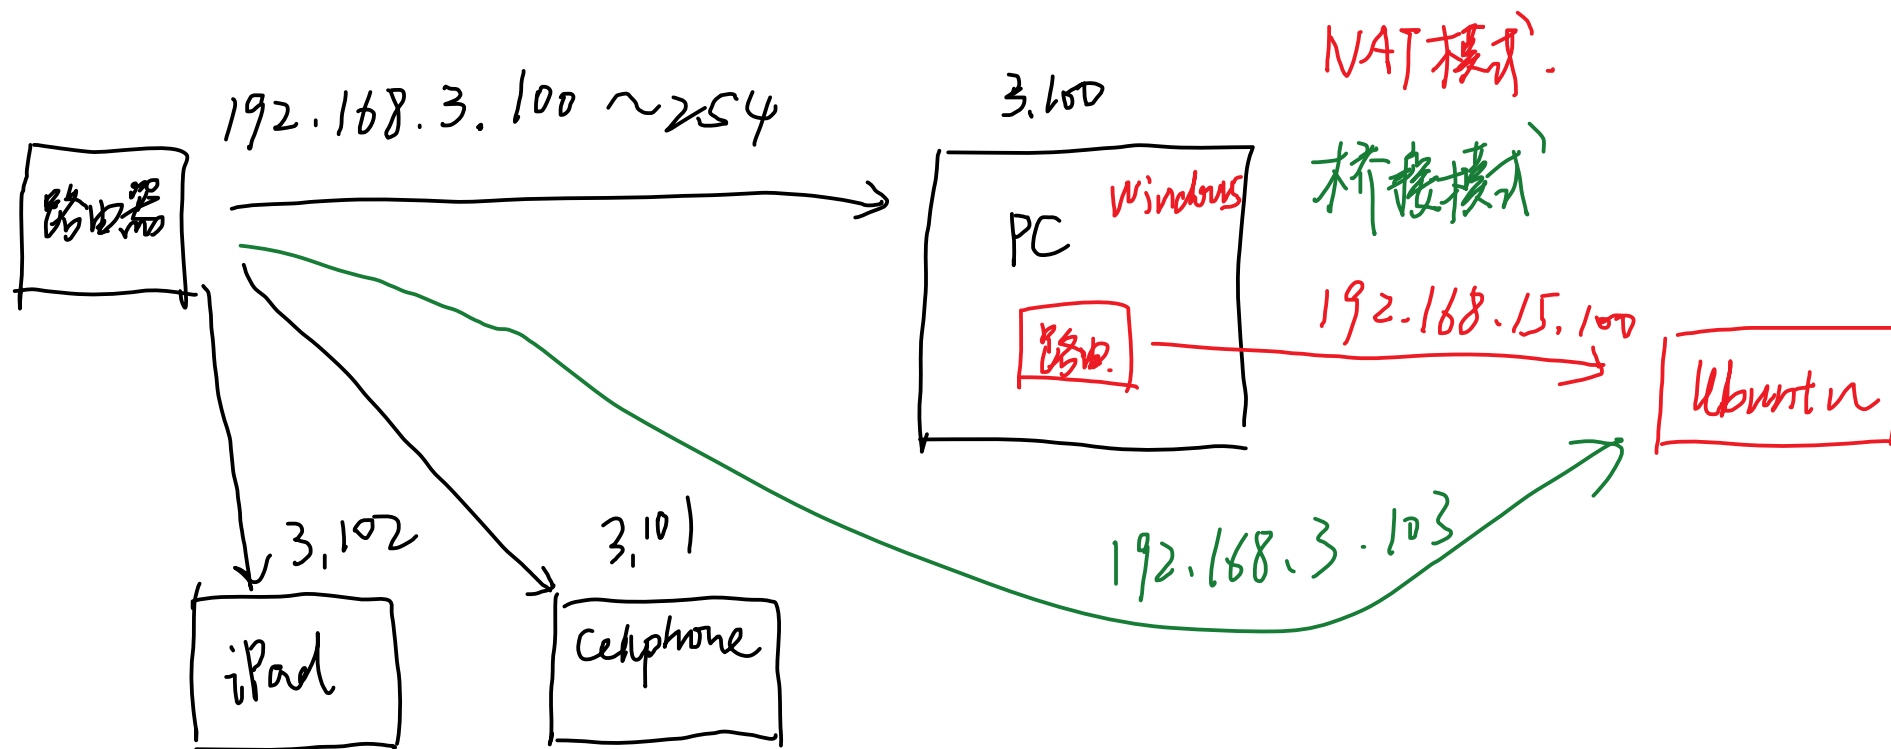 NAT模式.
192.168.3.100～254
3.100
桥接模式
路由器
Windows
PC
192.168.15.100
路由.
Ubuntu
3.102
3.101
192.168.3.103
iPad
Cellphone